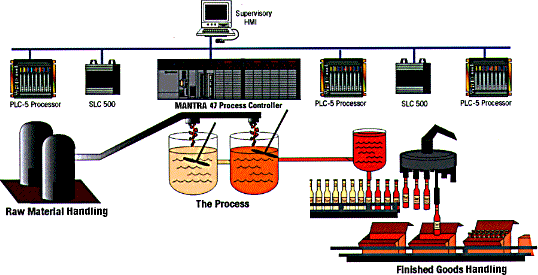 Supervisory
HMI
PLC-5 Processor
SLC 500
MANTRA 47 Process Controller
PLC-5 Processor
SLC 500
PLC-5 Processor
Raw Material Handling
The Process
Finished Goods Handling